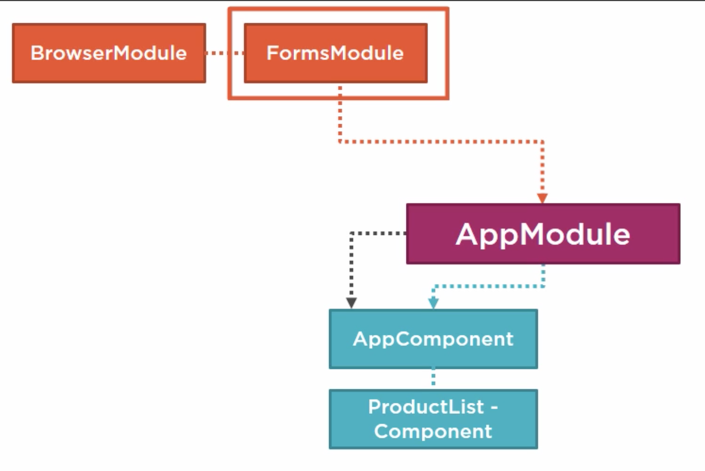 BrowserModule
FormsModule
AppModule
AppComponent
ProductList -
Component